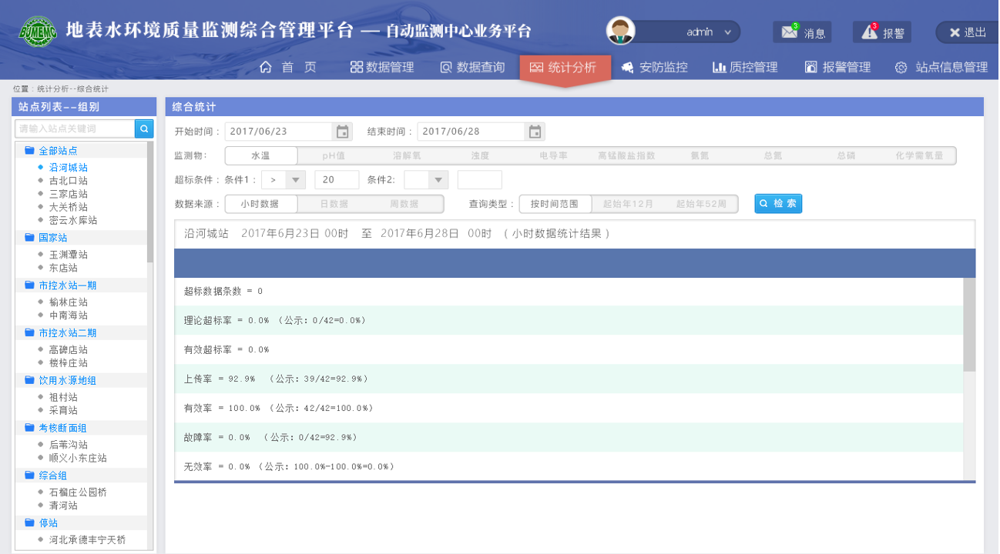 BJMEMC 地表水环境质量监测综合管理平台 — 自动监测中心业务平台
admin
3 消息
3 报警
退出
首 页 数据管理 数据查询 统计分析 安防监控 质控管理 报警管理 站点信息管理
位置：统计分析--综合统计
站点列表--组别
请输入站点关键词
全部站点
沿河城站
古北口站
三家店站
大关桥站
密云水库站
国家站
玉渊潭站
东店站
市控水站一期
榆林庄站
中南海站
市控水站二期
高碑店站
楼梓庄站
饮用水源地组
祖村站
采育站
考核断面组
后苇沟站
顺义小东庄站
综合组
石榴庄公园桥
清河站
停站
河北承德丰宁天桥
综合统计
开始时间： 2017/06/23 结束时间： 2017/06/28
监测物： 水温 pH值 溶解氧 浊度 电导率 高锰酸盐指数 氨氮 总氮 总磷 化学需氧量
超标条件：条件1： > 20 条件2:
数据来源： 小时数据 日数据 周数据 查询类型： 按时间范围 起始年12月 起始年52周 检 索
沿河城站 2017年6月23日 00时 至 2017年6月28日 00时 （小时数据统计结果）
超标数据条数 = 0
理论超标率 = 0.0% （公示：0/42=0.0%）
有效超标率 = 0.0%
上传率 = 92.9% （公示：39/42=92.9%）
有效率 = 100.0% （公示：42/42=100.0%）
故障率 = 0.0% （公示：0/42=92.9%）
无效率 = 0.0% （公示：100.0%-100.0%=0.0%）